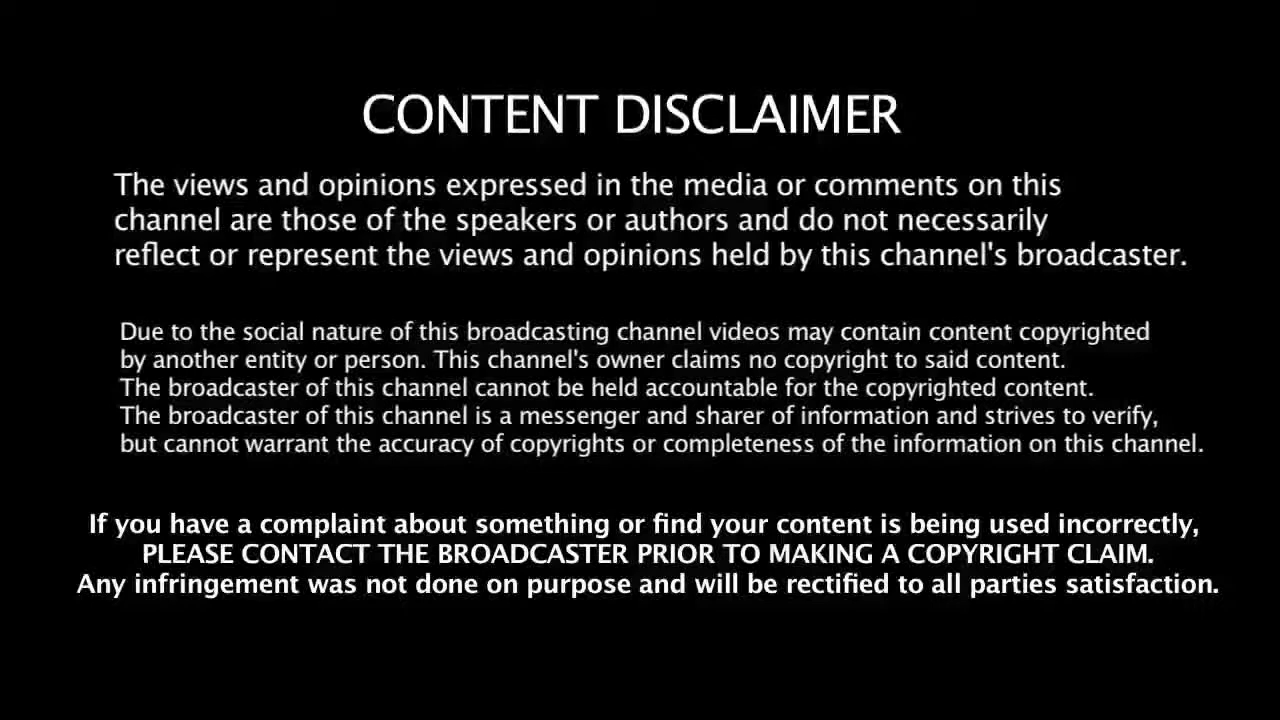 CONTENT DISCLAIMER
The views and opinions expressed in the media or comments on this
channel are those of the speakers or authors and do not necessarily
reflect or represent the views and opinions held by this channel's broadcaster.
Due to the social nature of this broadcasting channel videos may contain content copyrighted
by another entity or person. This channel's owner claims no copyright to said content.
The broadcaster of this channel cannot be held accountable for the copyrighted content.
The broadcaster of this channel is a messenger and sharer of information and strives to verify,
but cannot warrant the accuracy of copyrights or completeness of the information on this channel.
If you have a complaint about something or find your content is being used incorrectly,
PLEASE CONTACT THE BROADCASTER PRIOR TO MAKING A COPYRIGHT CLAIM.
Any infringement was not done on purpose and will be rectified to all parties satisfaction.